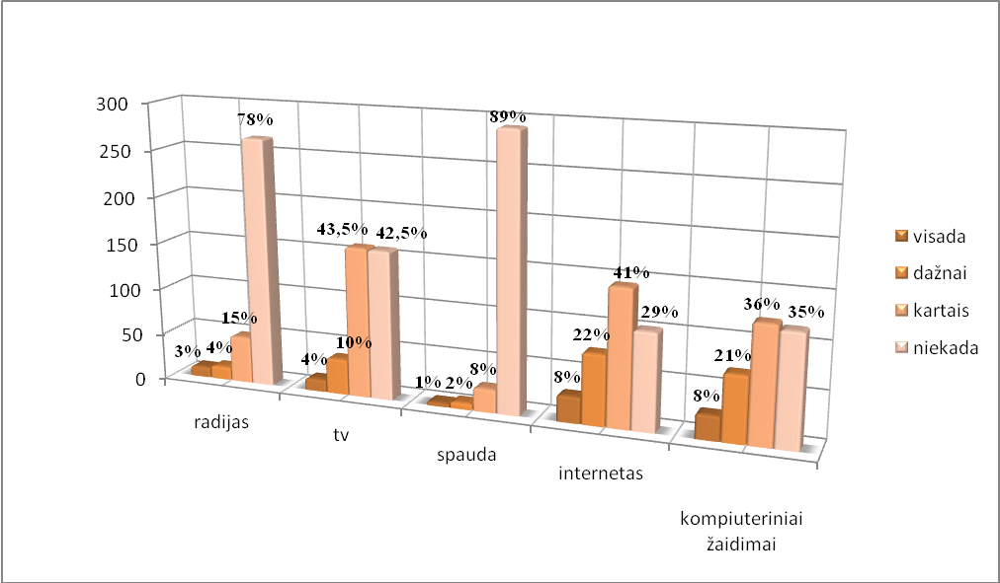 300
250
200
150
100
50
0
78%
15%
3%
4%
43,5%
42,5%
10%
4%
89%
8%
1%
2%
41%
29%
22%
8%
36%
35%
21%
8%
radijas
tv
spauda
internetas
kompiuteriniai
žaidimai
visada
dažnai
kartais
niekada